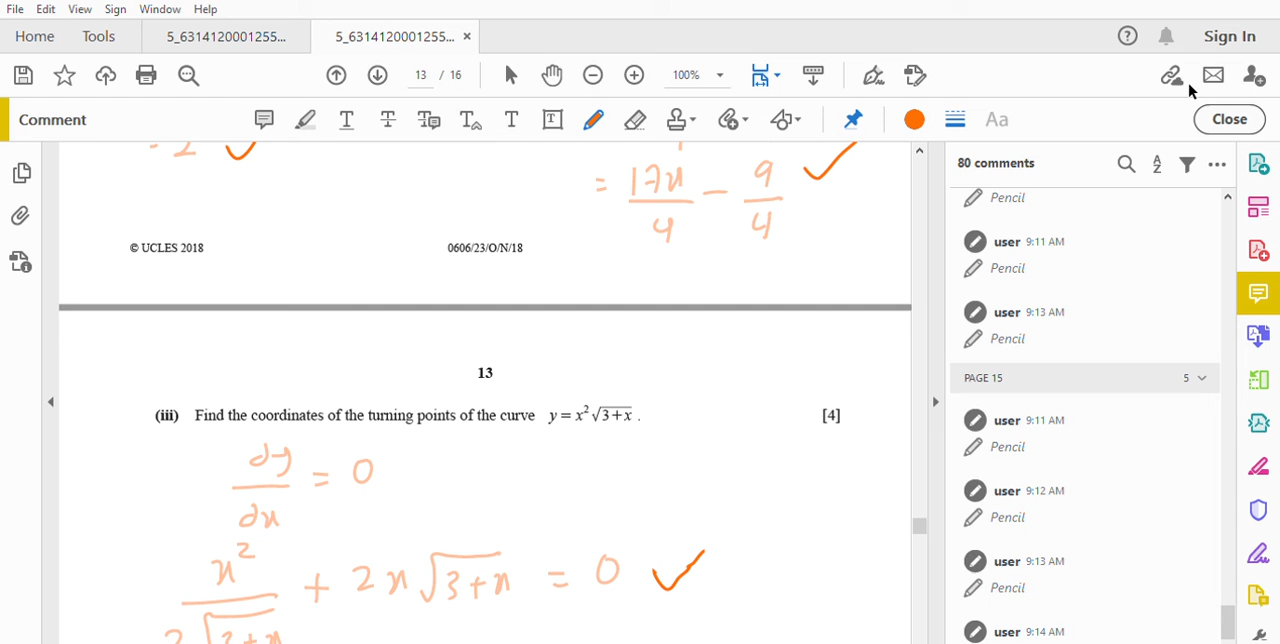 File Edit View Sign Window Help
Home Tools 5_6314120001255... 5_6314120001255... × Sign In
13 / 16 100%
Comment Close
= 2
= 17x/4 - 9/4
© UCLES 2018 0606/23/O/N/18
13
(iii) Find the coordinates of the turning points of the curve y = x²√(3+x) . [4]
dy/dx = 0
x²/2√(3+x) + 2x√(3+x) = 0
80 comments
Pencil
user 9:11 AM
Pencil
user 9:13 AM
Pencil
PAGE 15 5
user 9:11 AM
Pencil
user 9:12 AM
Pencil
user 9:13 AM
Pencil
user 9:14 AM